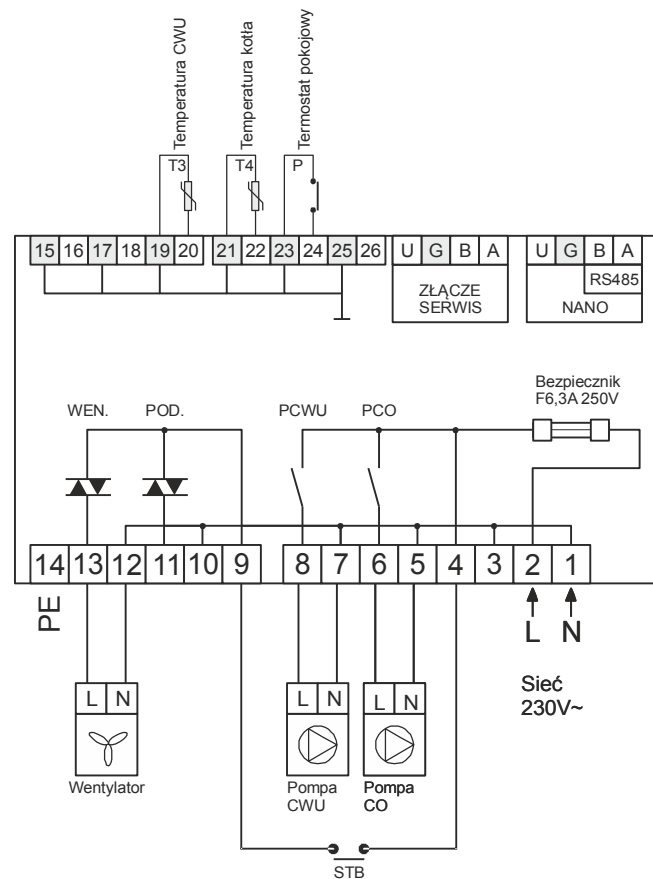 Temperatura CWU
Temperatura kotła
Termostat pokojowy
T3 T4 P
15 16 17 18 19 20 21 22 23 24 25 26 U G B A U G B A
ZŁĄCZE
SERWIS
RS485
NANO
Bezpiecznik
F6,3A 250V
WEN. POD. PCWU PCO
14 13 12 11 10 9 8 7 6 5 4 3 2 1
PE
L N
Sieć
230V~
L N L N L N
Wentylator
Pompa
CWU
Pompa
CO
STB